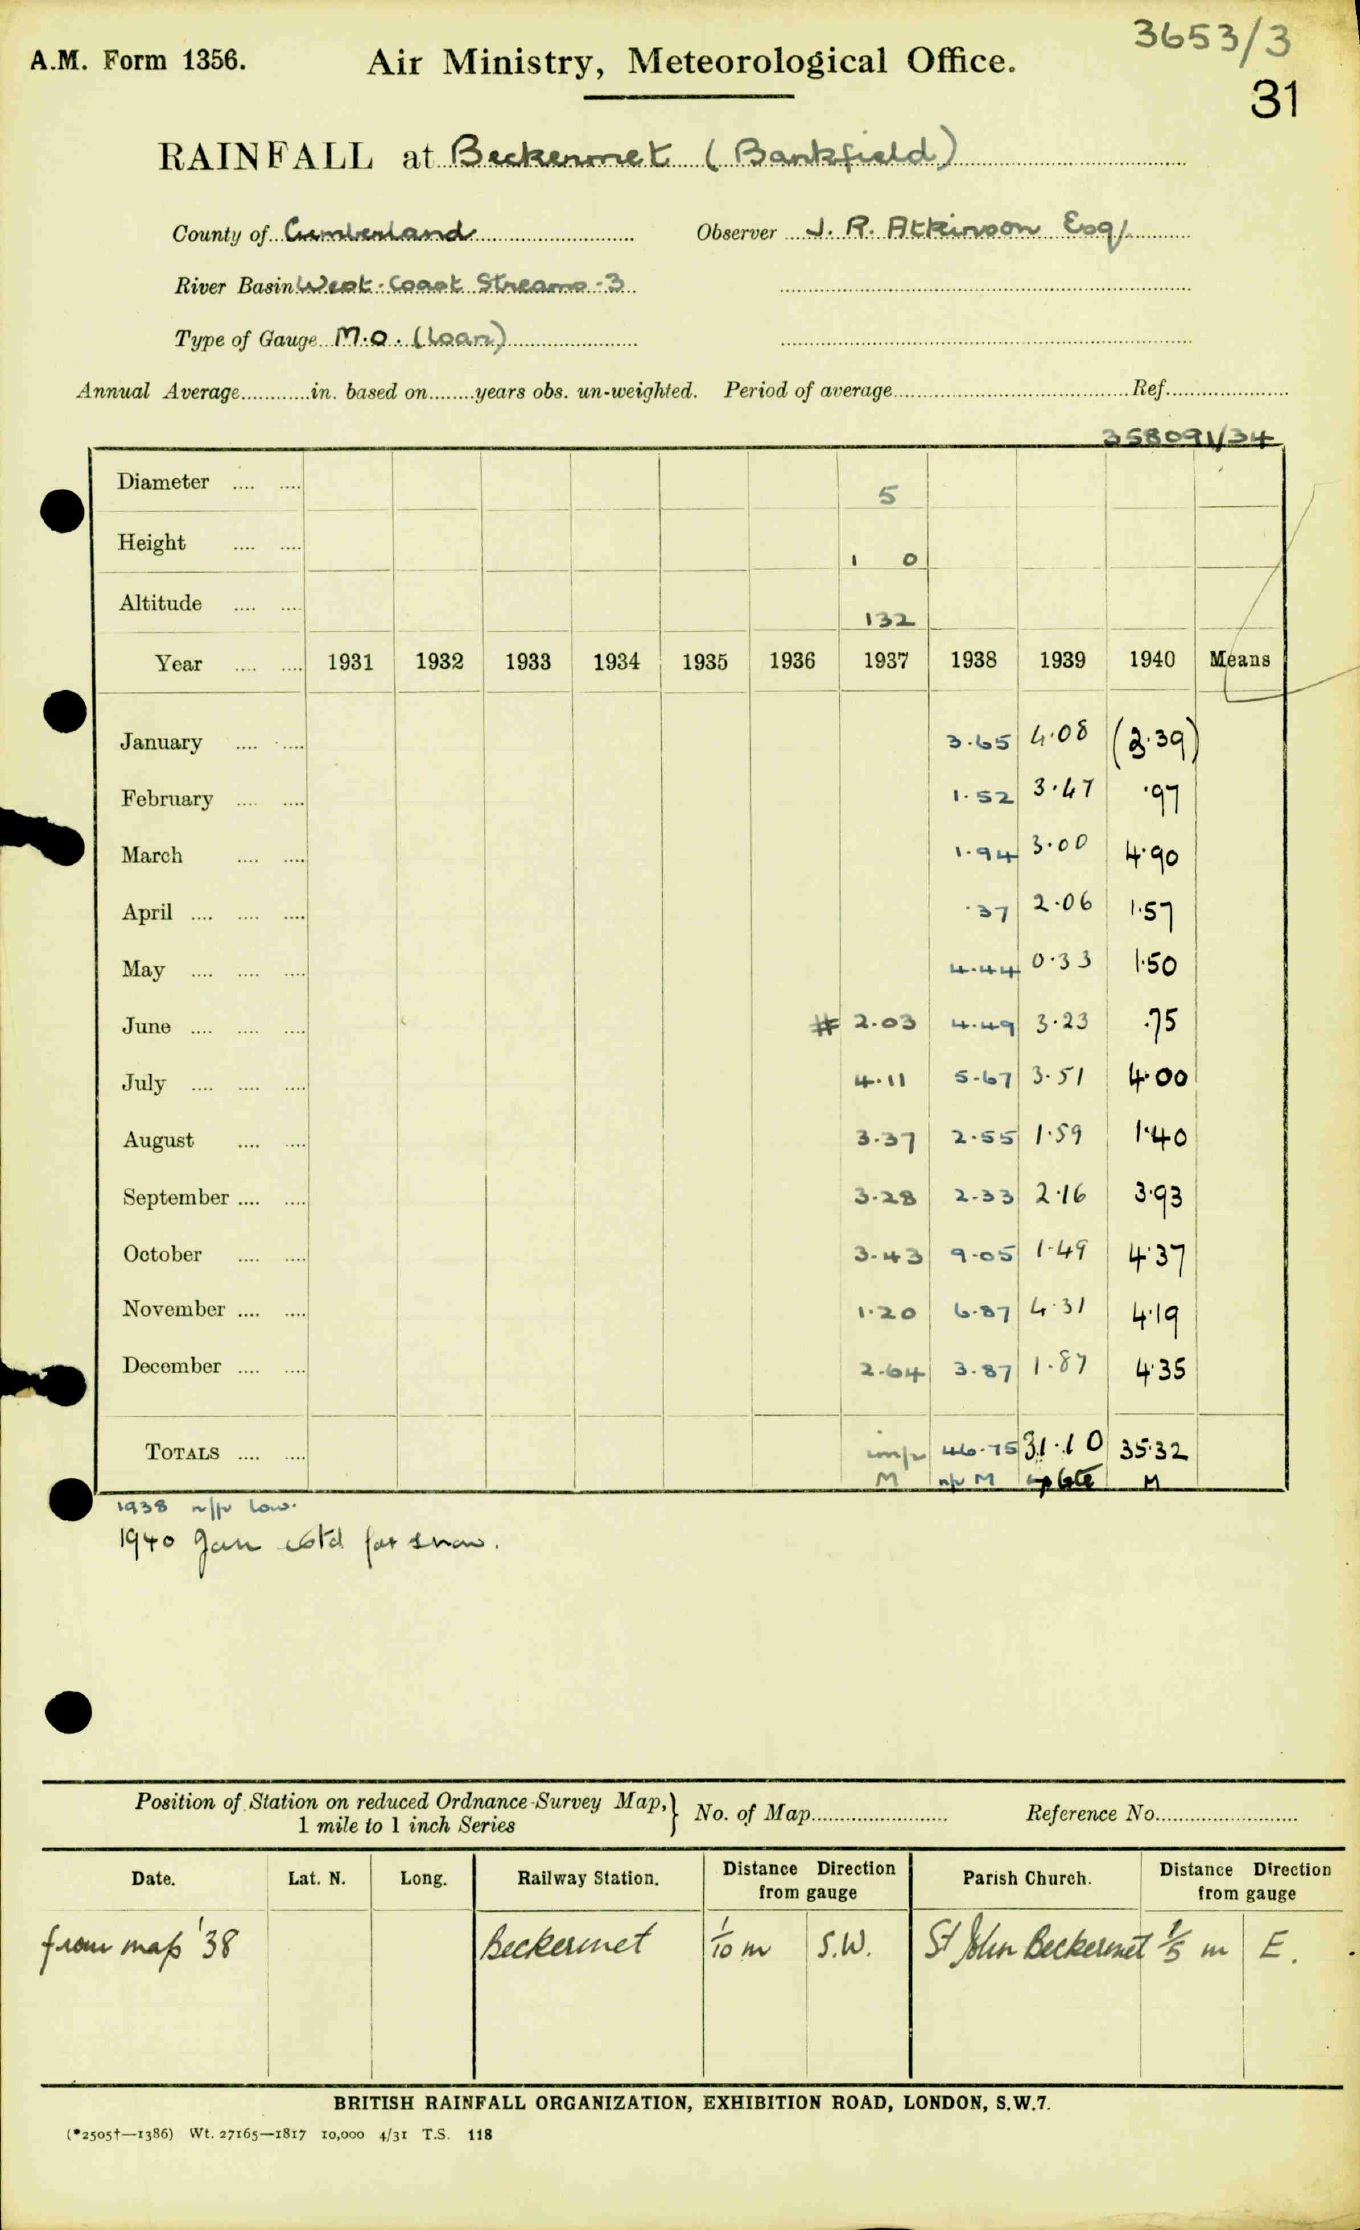 3653/3
A.M. Form 1356.
Air Ministry, Meteorological Office.
31
RAINFALL at Beckermet (Bankfield)
County of Cumberland Observer J. R. Atkinson Esq/
River Basin West Coast Streams - 3
Type of Gauge M.O. (Loan)
Annual Average in. based on years obs. un-weighted. Period of average Ref.
358091/34
Diameter 5
Height 1 0
Altitude 132
Year 1931 1932 1933 1934 1935 1936 1937 1938 1939 1940 Means
January 3.65 4.08 (2.39)
February 1.52 3.47 .97
March 1.94 3.00 4.90
April .37 2.06 1.57
May 4.44 0.33 1.50
June # 2.03 4.49 3.23 .75
July 4.11 5.67 3.51 4.00
August 3.37 2.55 1.59 1.40
September 3.28 2.33 2.16 3.93
October 3.43 9.05 1.49 4.37
November 1.20 6.87 4.31 4.19
December 2.64 3.87 1.87 4.35
TOTALS 46.75 31.10 35.32
M M M
1938 low.
1940 Jan for snow.
Position of Station on reduced Ordnance Survey Map, } No. of Map Reference No.
1 mile to 1 inch Series
Date. Lat. N. Long. Railway Station. Distance Direction from gauge Parish Church. Distance Direction from gauge
from map '38 Beckermet 1/10 m S.W. St John Beckermet 1/5 m E.
BRITISH RAINFALL ORGANIZATION, EXHIBITION ROAD, LONDON, S.W.7.
(*2505†—1386) Wt. 27165—1817 10,000 4/31 T.S. 118